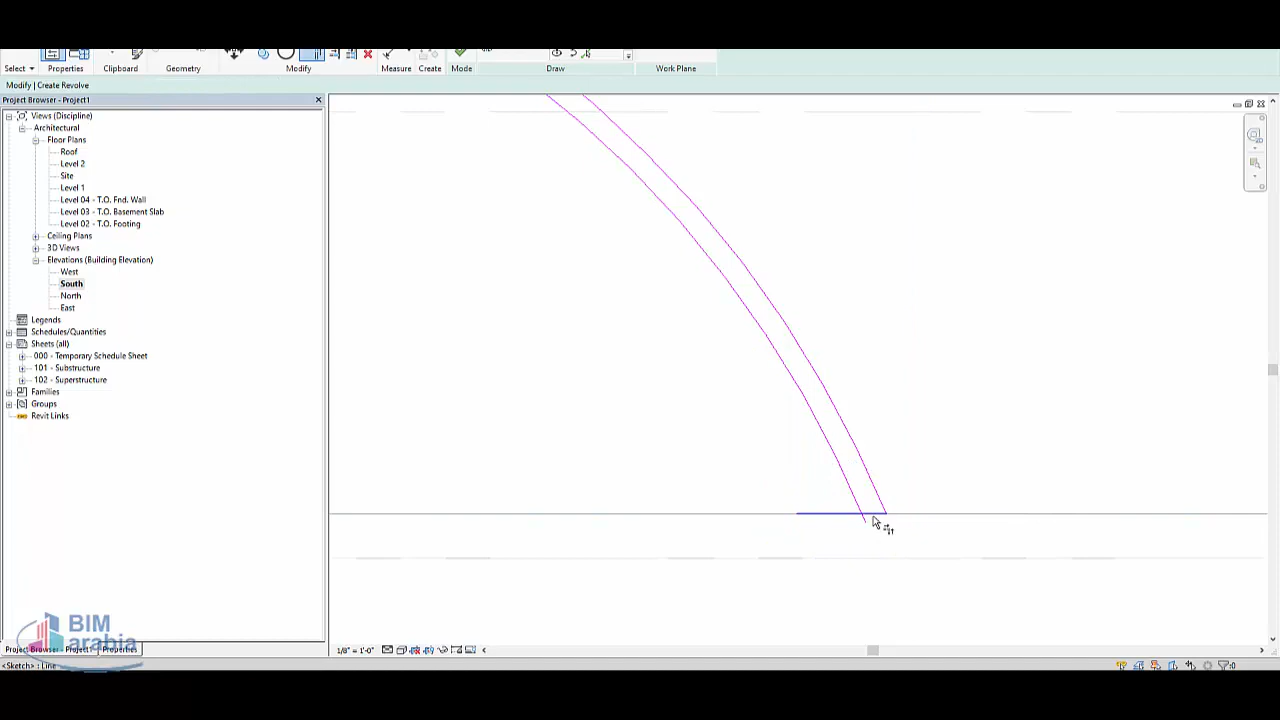 Select
Properties
Clipboard
Geometry
Modify
Measure
Create
Mode
Draw
Work Plane
Modify | Create Revolve
Project Browser - Project1
Views (Discipline)
Architectural
Floor Plans
Roof
Level 2
Site
Level 1
Level 04 - T.O. Fnd. Wall
Level 03 - T.O. Basement Slab
Level 02 - T.O. Footing
Ceiling Plans
3D Views
Elevations (Building Elevation)
West
South
North
East
Legends
Schedules/Quantities
Sheets (all)
000 - Temporary Schedule Sheet
101 - Substructure
102 - Superstructure
Families
Groups
Revit Links
BIM
arabia
Project Browser - Project1
Properties
1/8" = 1'-0"
<Sketch> : Line
:0